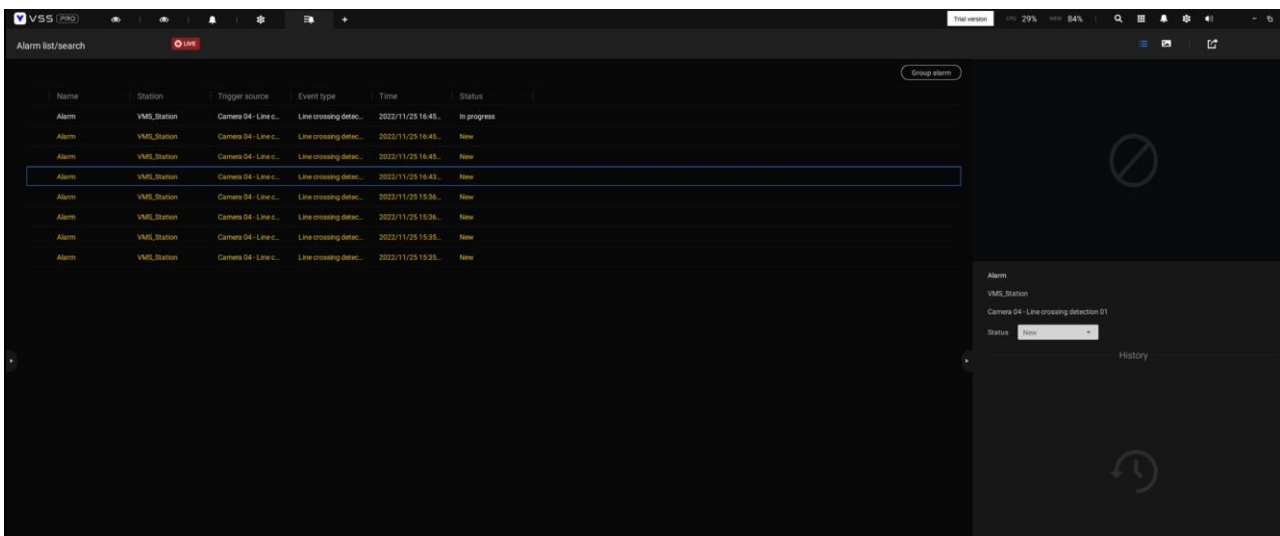 VSS PRO
Trial version CPU 29% MEM 84%
Alarm list/search LIVE
Group alarm
Name Station Trigger source Event type Time Status
Alarm VMS_Station Camera 04 - Line c... Line crossing detec... 2022/11/25 16:45... In progress
Alarm VMS_Station Camera 04 - Line c... Line crossing detec... 2022/11/25 16:45... New
Alarm VMS_Station Camera 04 - Line c... Line crossing detec... 2022/11/25 16:45... New
Alarm VMS_Station Camera 04 - Line c... Line crossing detec... 2022/11/25 16:43... New
Alarm VMS_Station Camera 04 - Line c... Line crossing detec... 2022/11/25 15:36... New
Alarm VMS_Station Camera 04 - Line c... Line crossing detec... 2022/11/25 15:36... New
Alarm VMS_Station Camera 04 - Line c... Line crossing detec... 2022/11/25 15:35... New
Alarm VMS_Station Camera 04 - Line c... Line crossing detec... 2022/11/25 15:35... New
Alarm
VMS_Station
Camera 04 - Line crossing detection 01
Status New
History